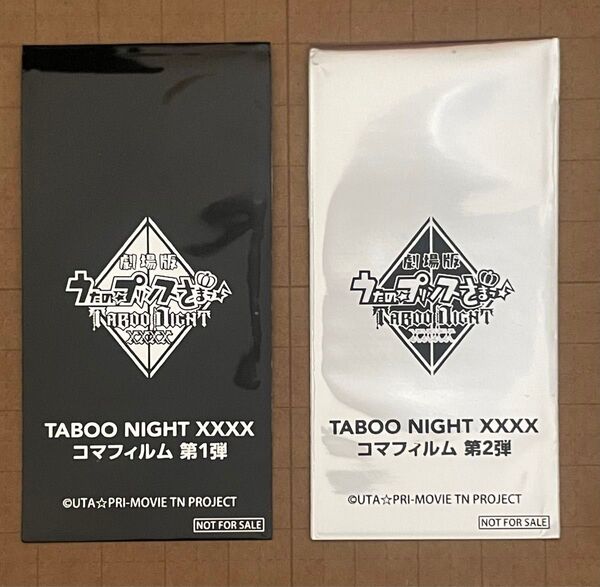 劇場版
うたの☆プリンスさまっ♪
TABOO NIGHT
XXXX
TABOO NIGHT XXXX
コマフィルム 第1弾
©UTA☆PRI-MOVIE TN PROJECT
NOT FOR SALE
劇場版
うたの☆プリンスさまっ♪
TABOO NIGHT
XXXX
TABOO NIGHT XXXX
コマフィルム 第2弾
©UTA☆PRI-MOVIE TN PROJECT
NOT FOR SALE